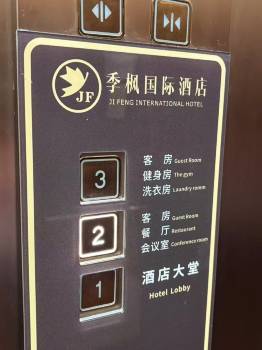 JF
季枫国际酒店
JI FENG INTERNATIONAL HOTEL
3
客 房 Guest Room
健身房 The gym
洗衣房 Laundry room
2
客 房 Guest Room
餐 厅 Restaurant
会议室 Conference room
1
酒店大堂
Hotel Lobby